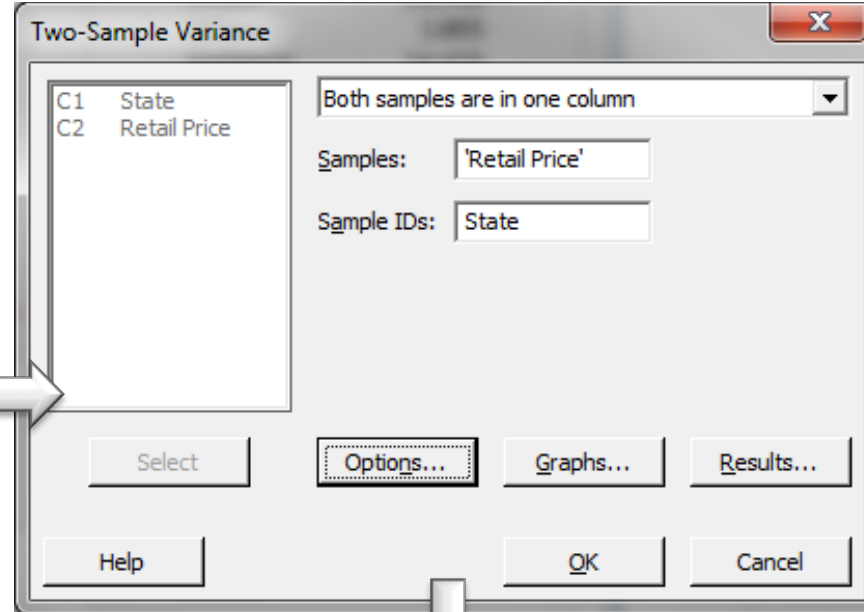 Two-Sample Variance
C1 State
C2 Retail Price
Both samples are in one column
Samples: 'Retail Price'
Sample IDs: State
Select
Options... Graphs... Results...
Help OK Cancel